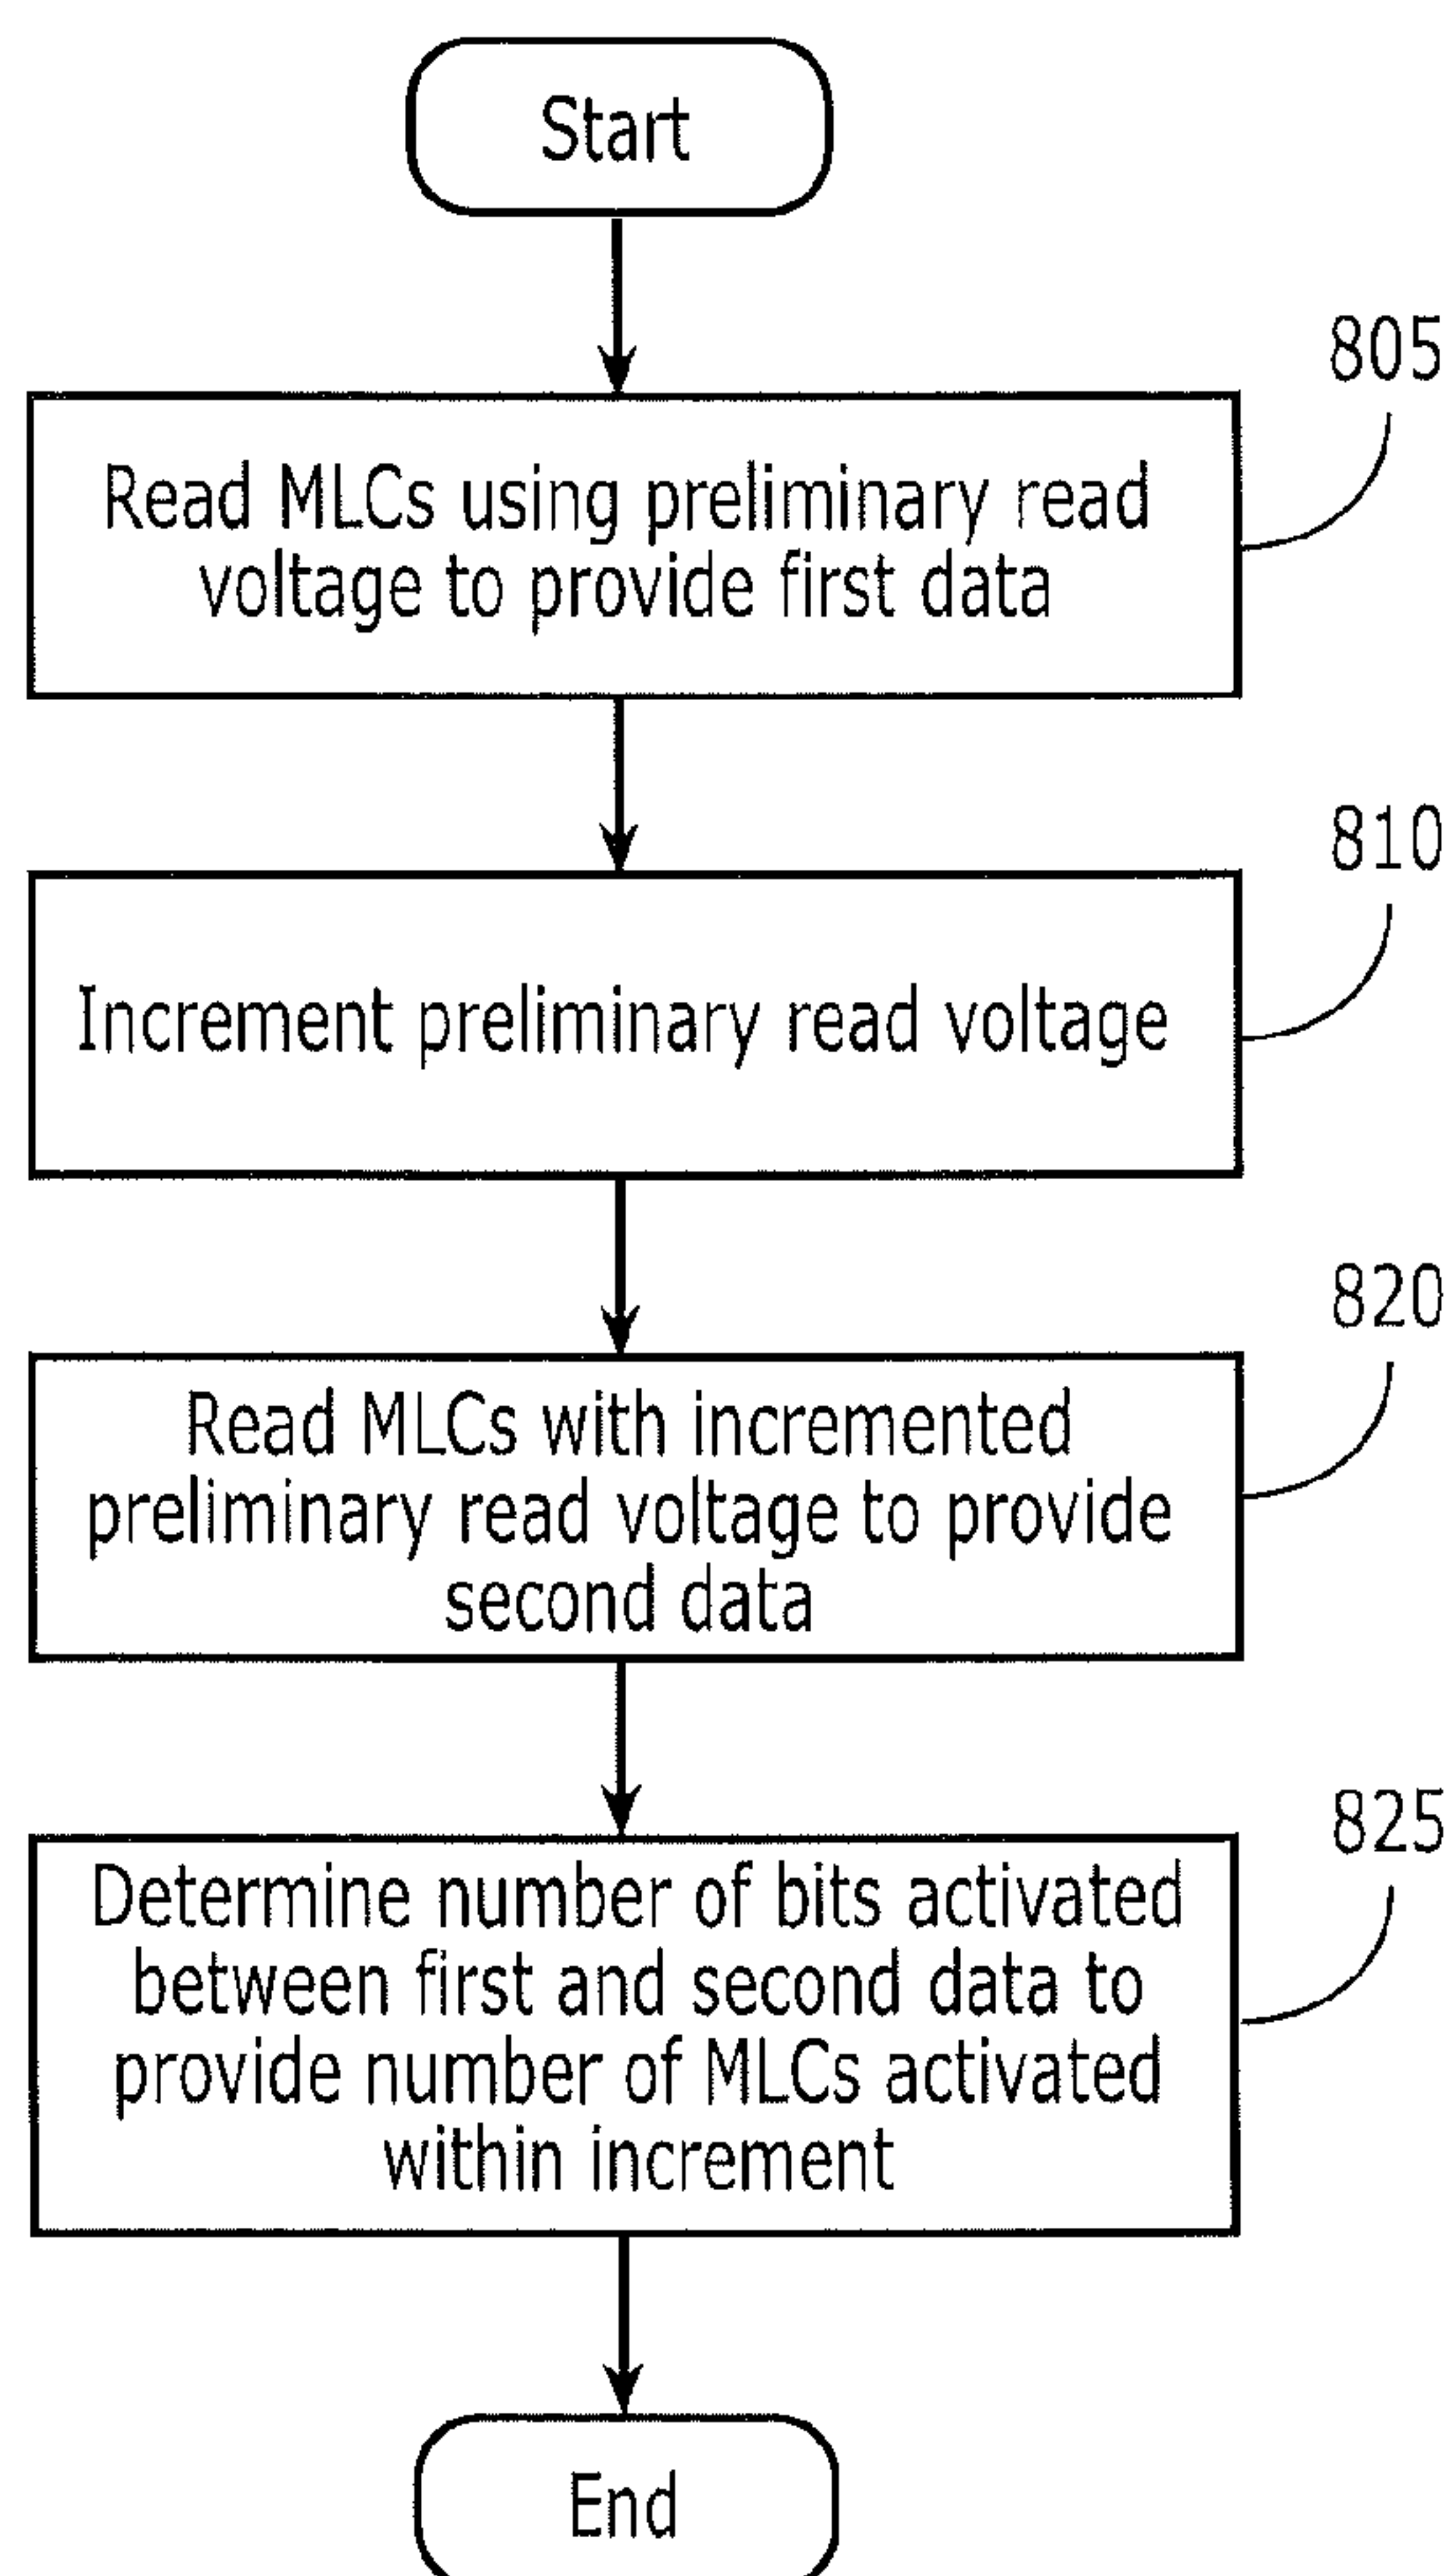 Start
805
Read MLCs using preliminary read
voltage to provide first data
810
Increment preliminary read voltage
820
Read MLCs with incremented
preliminary read voltage to provide
second data
825
Determine number of bits activated
between first and second data to
provide number of MLCs activated
within increment
End